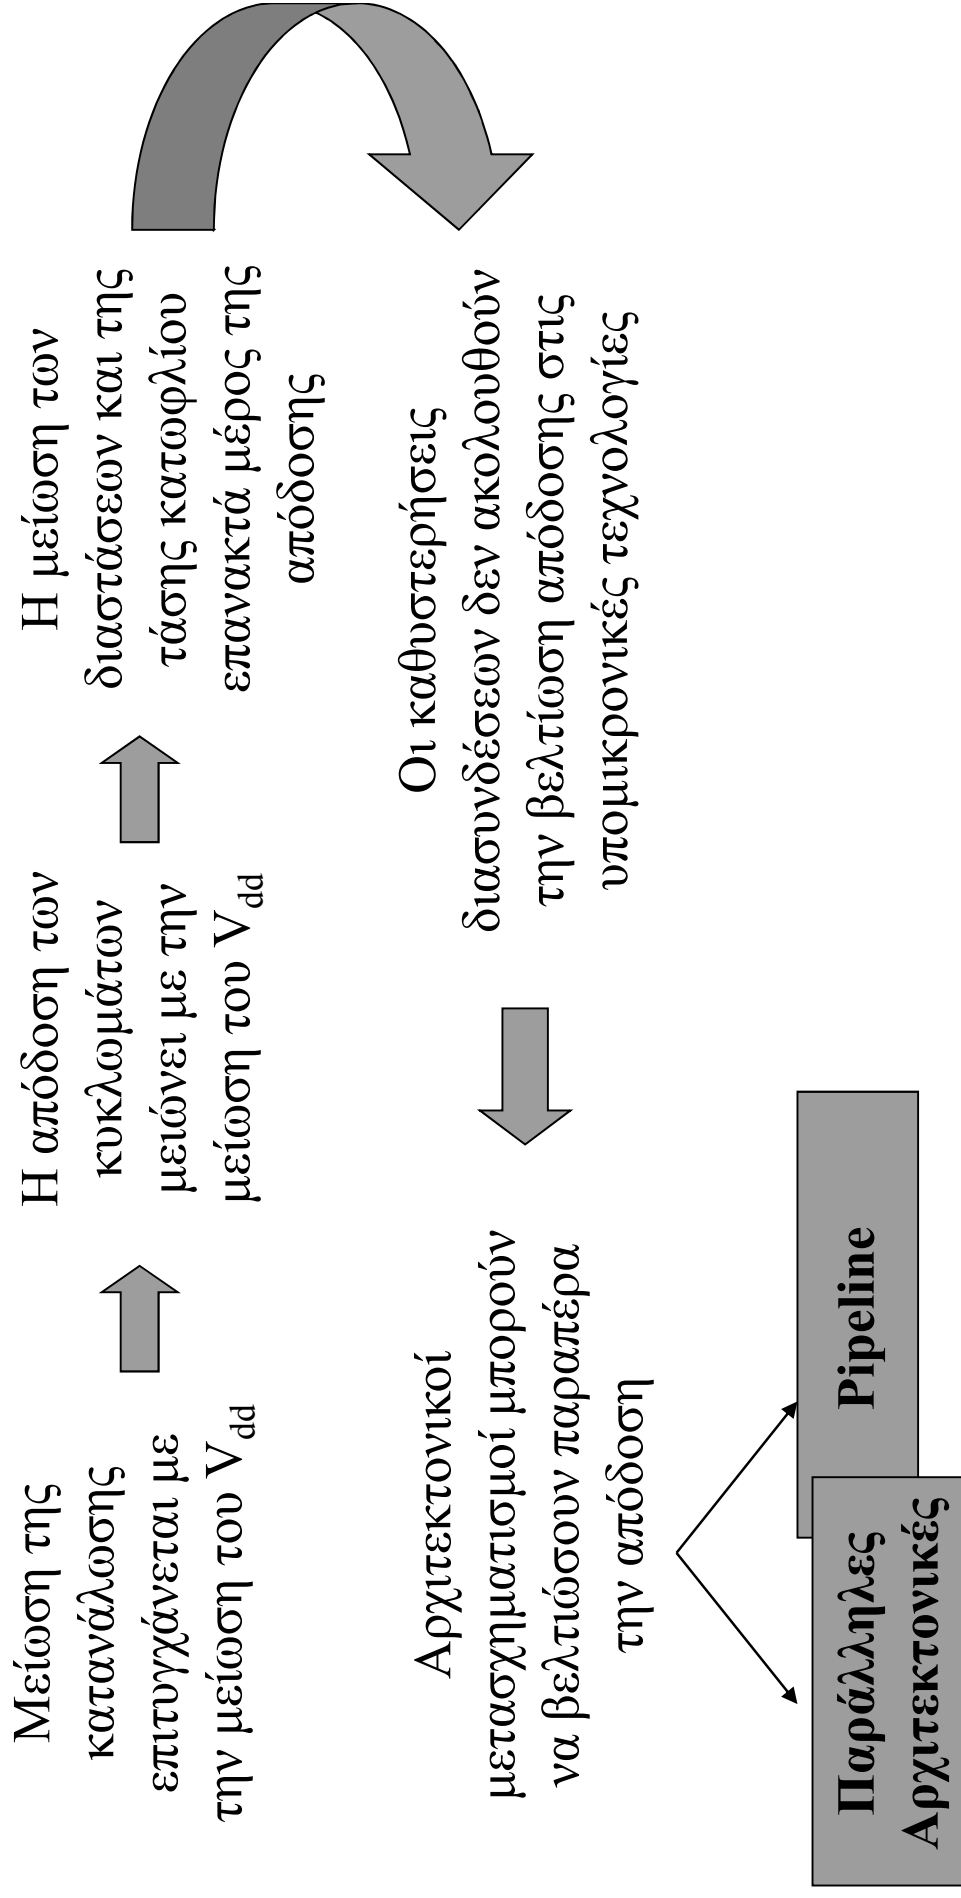 Μείωση της
κατανάλωσης
επιτυγχάνεται με
την μείωση του Vdd
Η απόδοση των
κυκλωμάτων
μειώνει με την
μείωση του Vdd
Η μείωση των
διαστάσεων και της
τάσης κατωφλίου
επανακτά μέρος της
απόδοσης
Οι καθυστερήσεις
διασυνδέσεων δεν ακολουθούν
την βελτίωση απόδοσης στις
υπομικρονικές τεχνολογίες
Αρχιτεκτονικοί
μετασχηματισμοί μπορούν
να βελτιώσουν παραπέρα
την απόδοση
Παράλληλες
Αρχιτεκτονικές
Pipeline